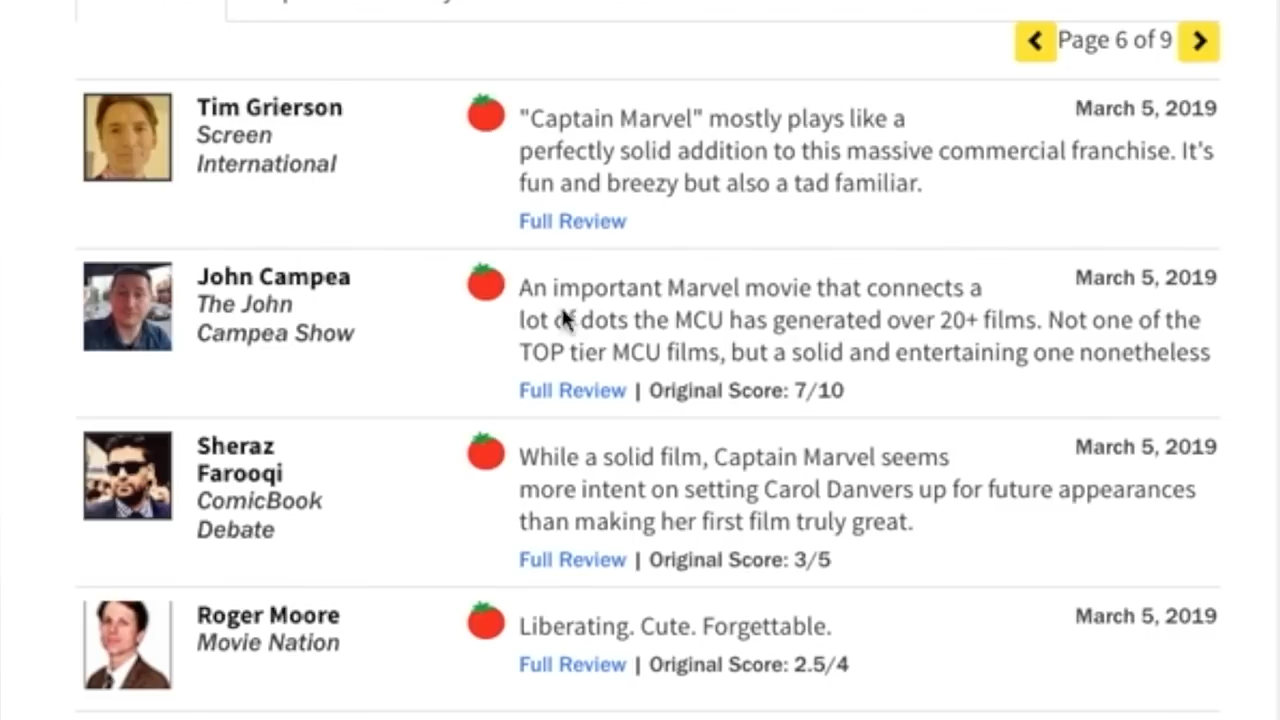 Page 6 of 9
Tim Grierson
Screen
International
"Captain Marvel" mostly plays like a
perfectly solid addition to this massive commercial franchise. It's
fun and breezy but also a tad familiar.
Full Review
March 5, 2019
John Campea
The John
Campea Show
An important Marvel movie that connects a
lot of dots the MCU has generated over 20+ films. Not one of the
TOP tier MCU films, but a solid and entertaining one nonetheless
Full Review | Original Score: 7/10
March 5, 2019
Sheraz
Farooqi
ComicBook
Debate
While a solid film, Captain Marvel seems
more intent on setting Carol Danvers up for future appearances
than making her first film truly great.
Full Review | Original Score: 3/5
March 5, 2019
Roger Moore
Movie Nation
Liberating. Cute. Forgettable.
Full Review | Original Score: 2.5/4
March 5, 2019